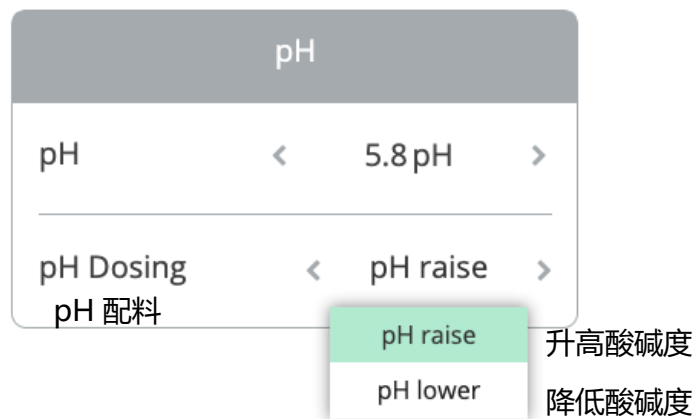 pH
pH 5.8 pH
pH Dosing pH raise
pH 配料
pH raise 升高酸碱度
pH lower 降低酸碱度